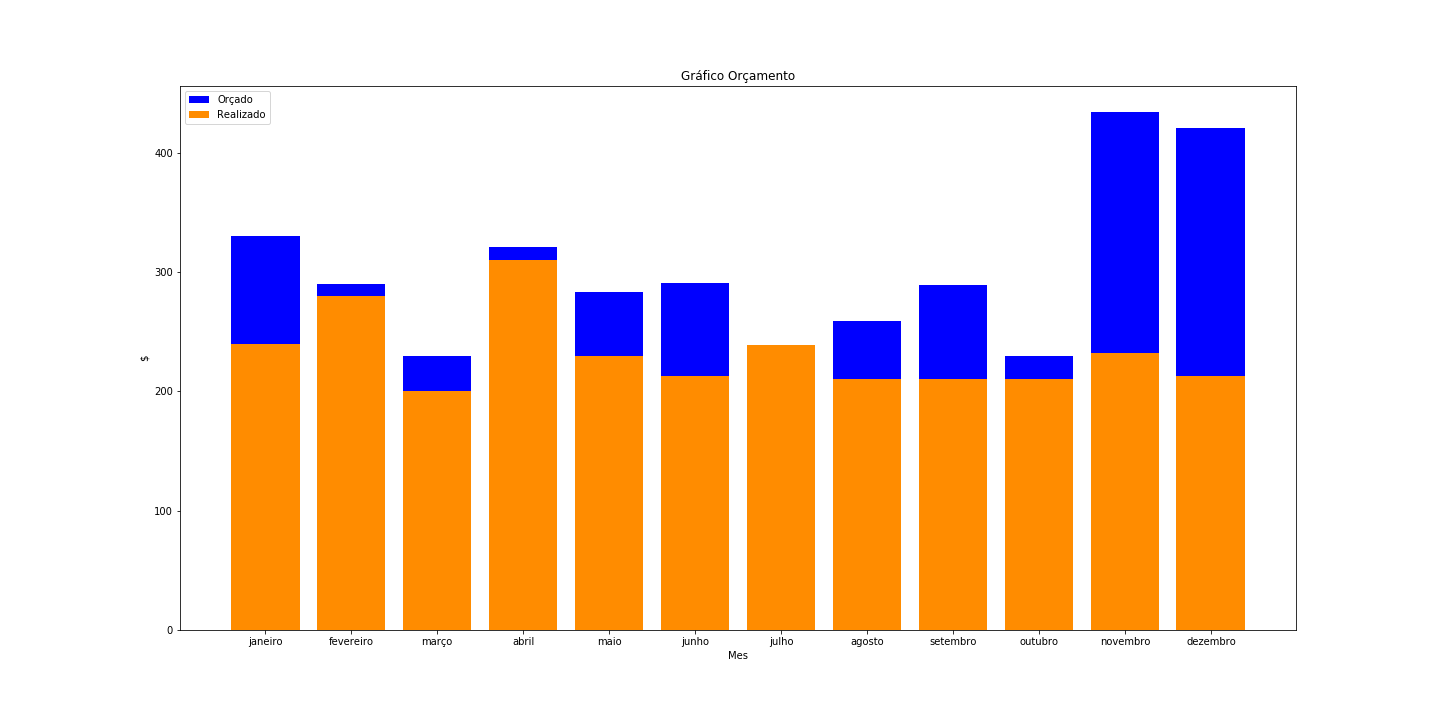 Gráfico Orçamento
Orçado
Realizado
400
300
200
100
0
$
janeiro fevereiro março abril maio junho julho agosto setembro outubro novembro dezembro
Mes